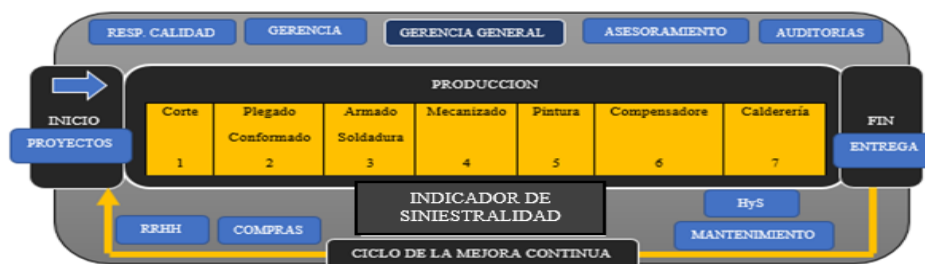 RESP. CALIDAD
GERENCIA
GERENCIA GENERAL
ASESORAMIENTO
AUDITORIAS
INICIO
PROYECTOS
PRODUCCION
Corte
1
Plegado
Conformado
2
Armado
Soldadura
3
Mecanizado
4
Pintura
5
Compensadore
6
Calderería
7
FIN
ENTREGA
INDICADOR DE
SINIESTRALIDAD
RRHH
COMPRAS
HyS
MANTENIMIENTO
CICLO DE LA MEJORA CONTINUA